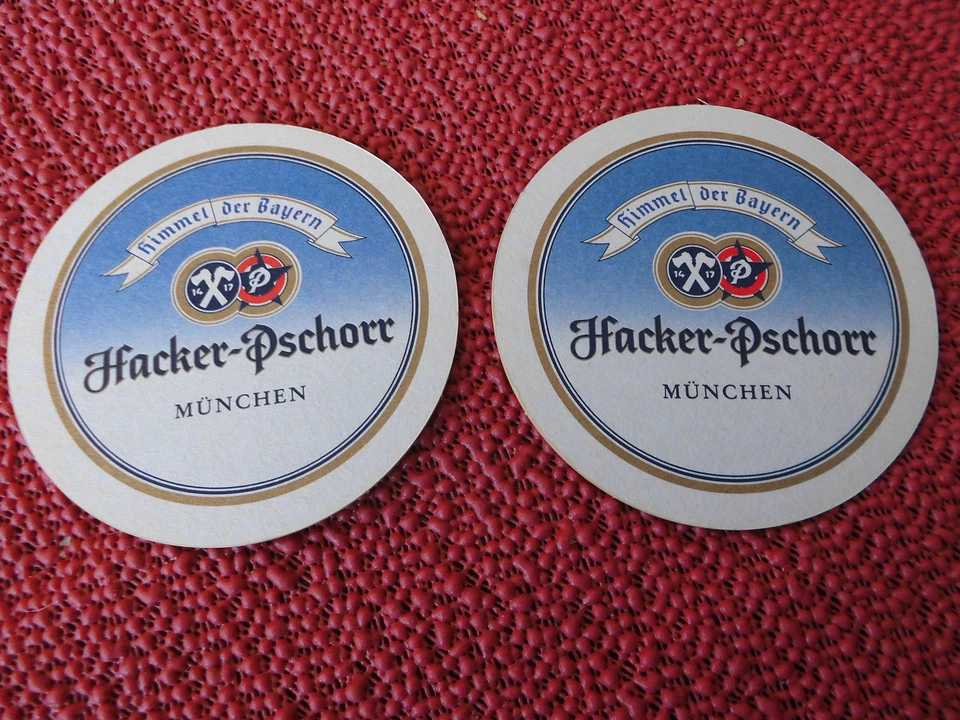 Himmel der Bayern
14 17 P
Hacker-Pschorr
MÜNCHEN
Himmel der Bayern
14 17 P
Hacker-Pschorr
MÜNCHEN